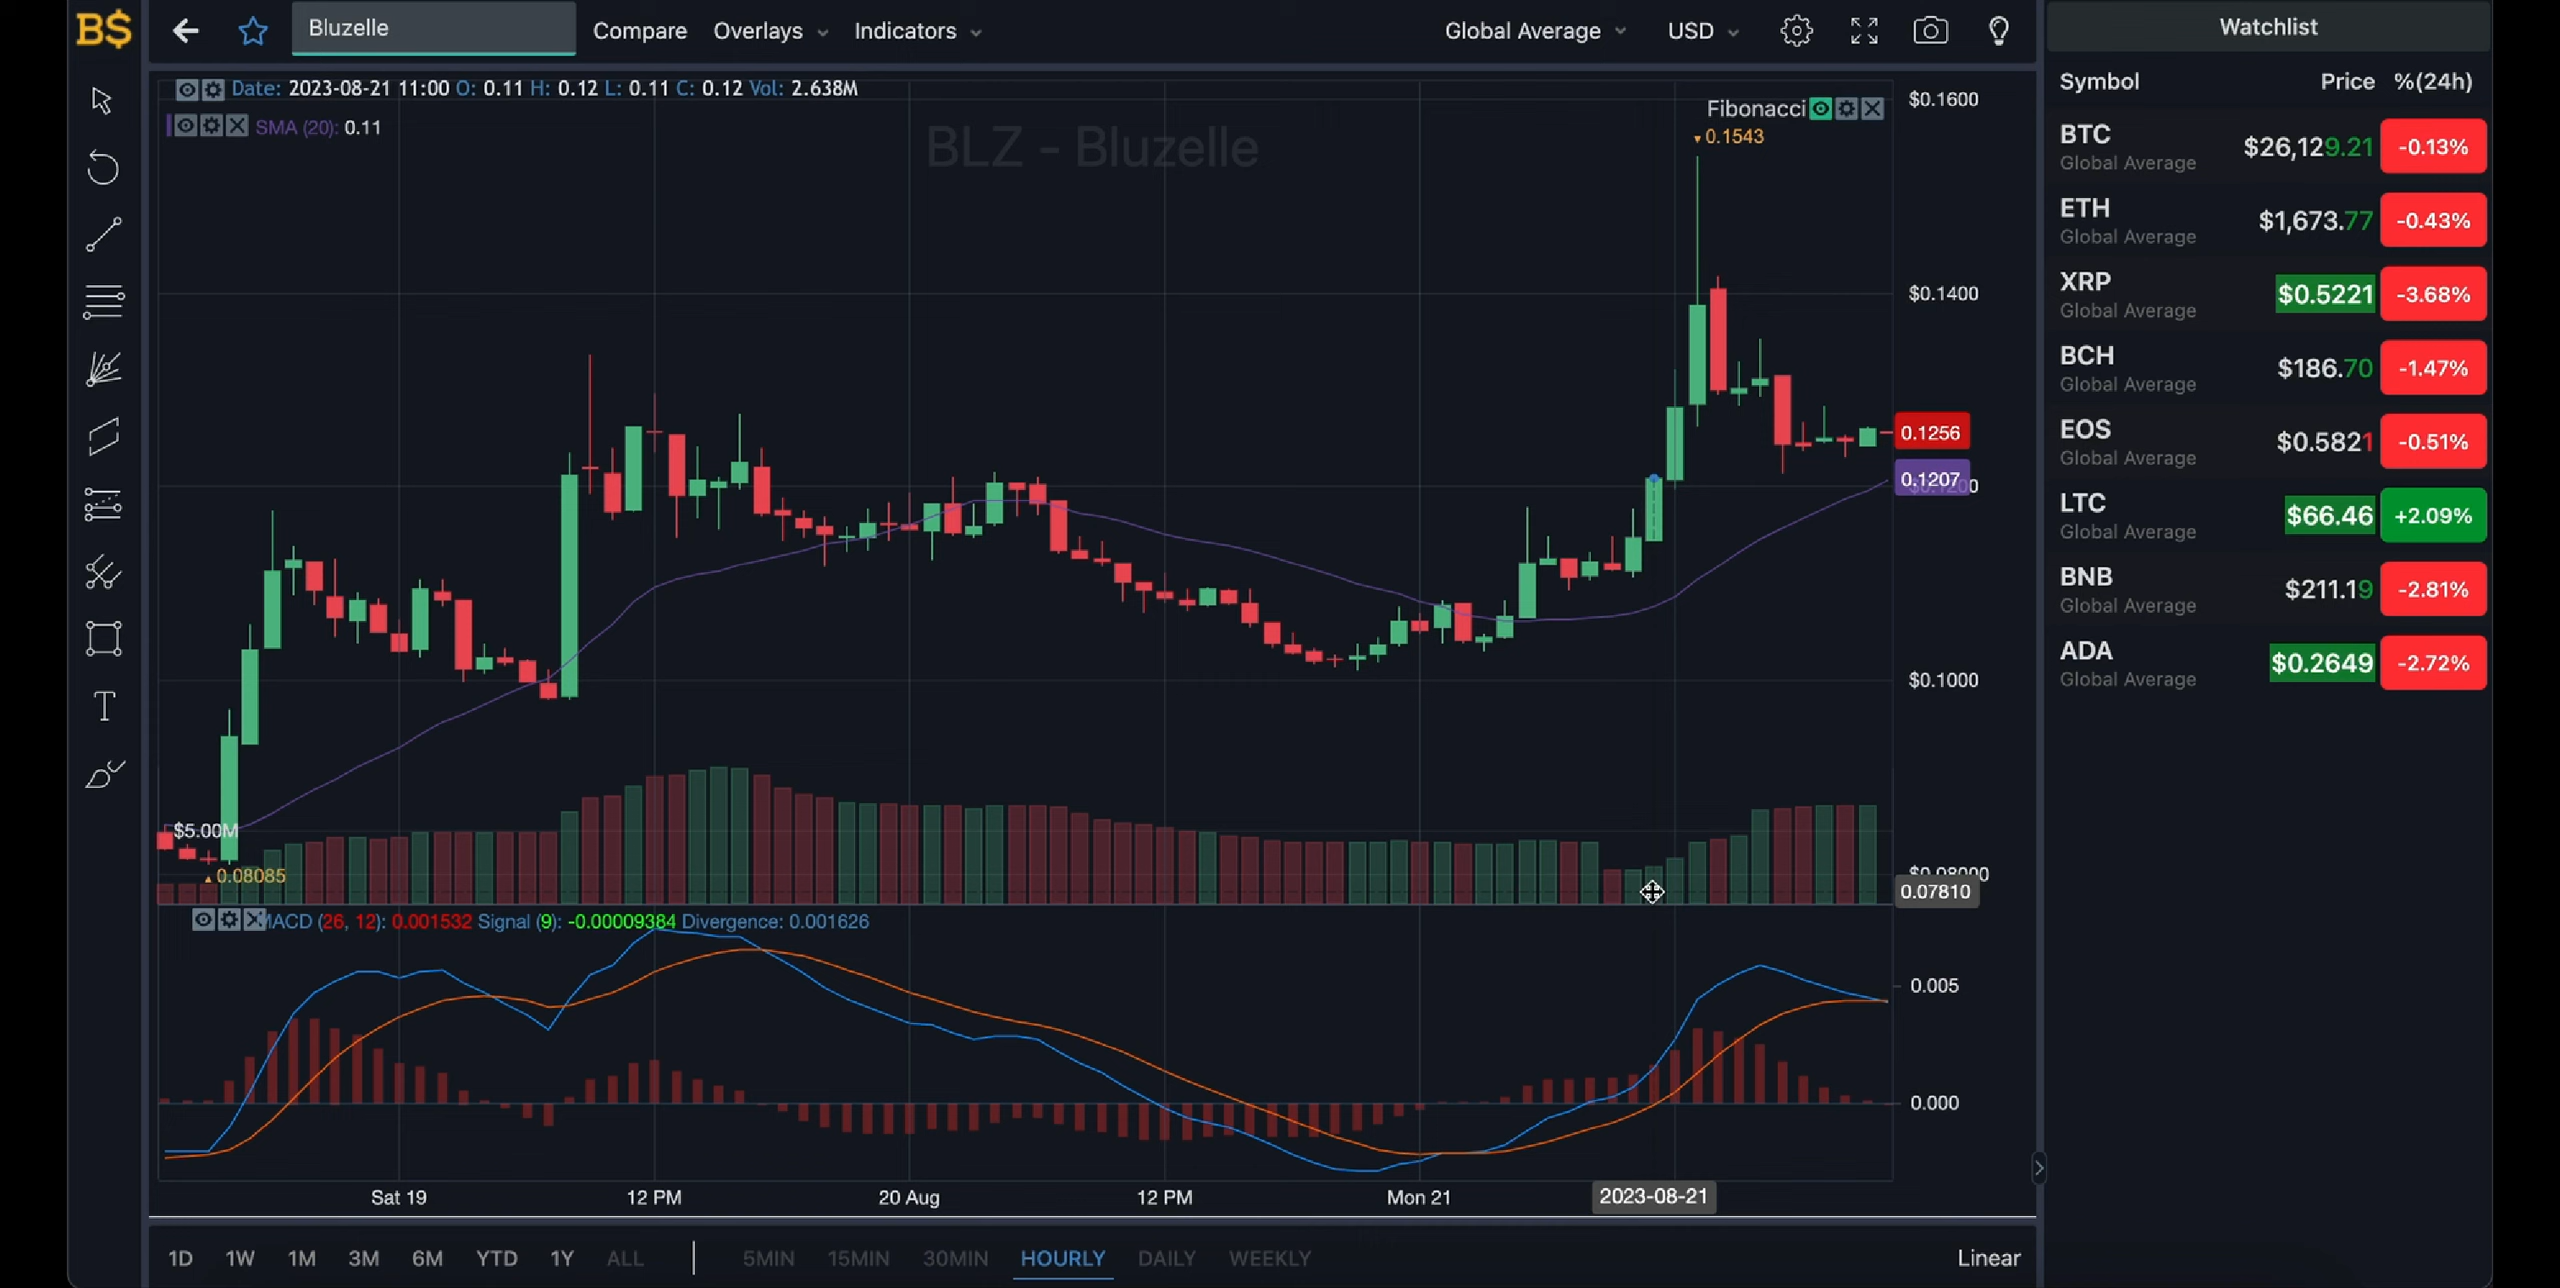 B$
Bluzelle
Compare
Overlays
Indicators
Global Average
USD
Date: 2023-08-21 11:00 O: 0.11 H: 0.12 L: 0.11 C: 0.12 Vol: 2.638M
SMA (20): 0.11
BLZ - Bluzelle
Fibonacci
0.1543
$0.1600
$0.1400
0.1256
0.1207
$0.1000
$5.00M
0.08085
$0.08000
0.07810
MACD (26, 12): 0.001532 Signal (9): -0.00009384 Divergence: 0.001626
0.005
0.000
Sat 19
12 PM
20 Aug
12 PM
Mon 21
2023-08-21
1D 1W 1M 3M 6M YTD 1Y ALL
5MIN 15MIN 30MIN HOURLY DAILY WEEKLY
Linear
Watchlist
Symbol Price %(24h)
BTC $26,129.21 -0.13%
Global Average
ETH $1,673.77 -0.43%
Global Average
XRP $0.5221 -3.68%
Global Average
BCH $186.70 -1.47%
Global Average
EOS $0.5821 -0.51%
Global Average
LTC $66.46 +2.09%
Global Average
BNB $211.19 -2.81%
Global Average
ADA $0.2649 -2.72%
Global Average